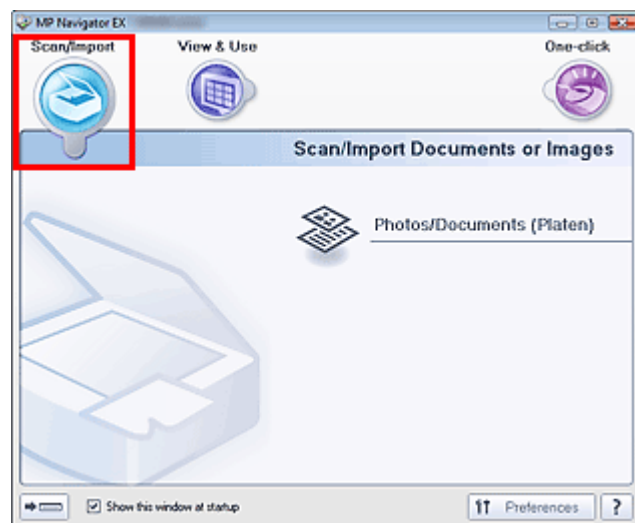 MP Navigator EX
Scan/Import View & Use One-click
Scan/Import Documents or Images
Photos/Documents (Platen)
Show this window at startup Preferences ?